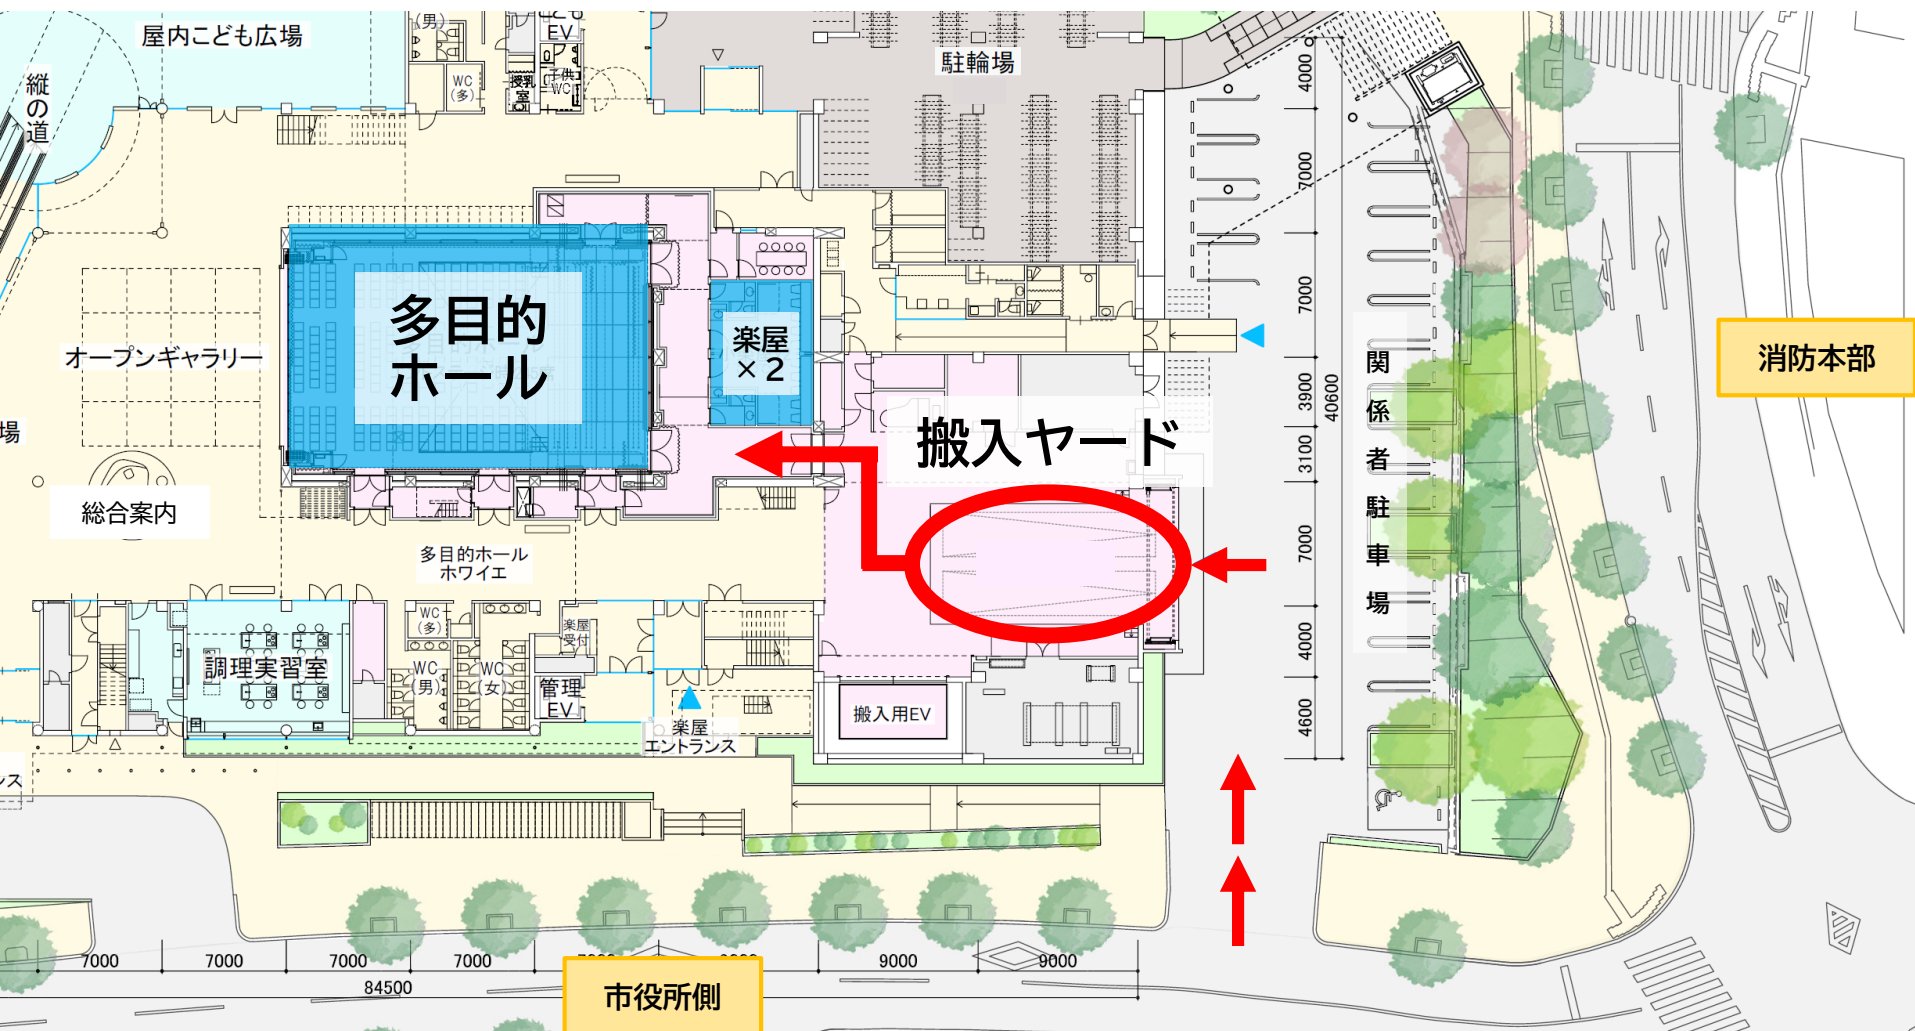 屋内こども広場
縦の道
(男)
EV
WC
(多)
授乳
室
子供
WC
駐輪場
4000
7000
7000
3900
40600
3100
7000
4000
4600
多目的
ホール
楽屋
×2
オープンギャラリー
場
総合案内
搬入ヤード
関係者駐車場
消防本部
多目的ホール
ホワイエ
WC
(多)
楽屋
受付
調理実習室
WC
(男)
WC
(女)
管理
EV
搬入用EV
楽屋
エントランス
ンス
7000
7000
7000
7000
9000
9000
84500
市役所側